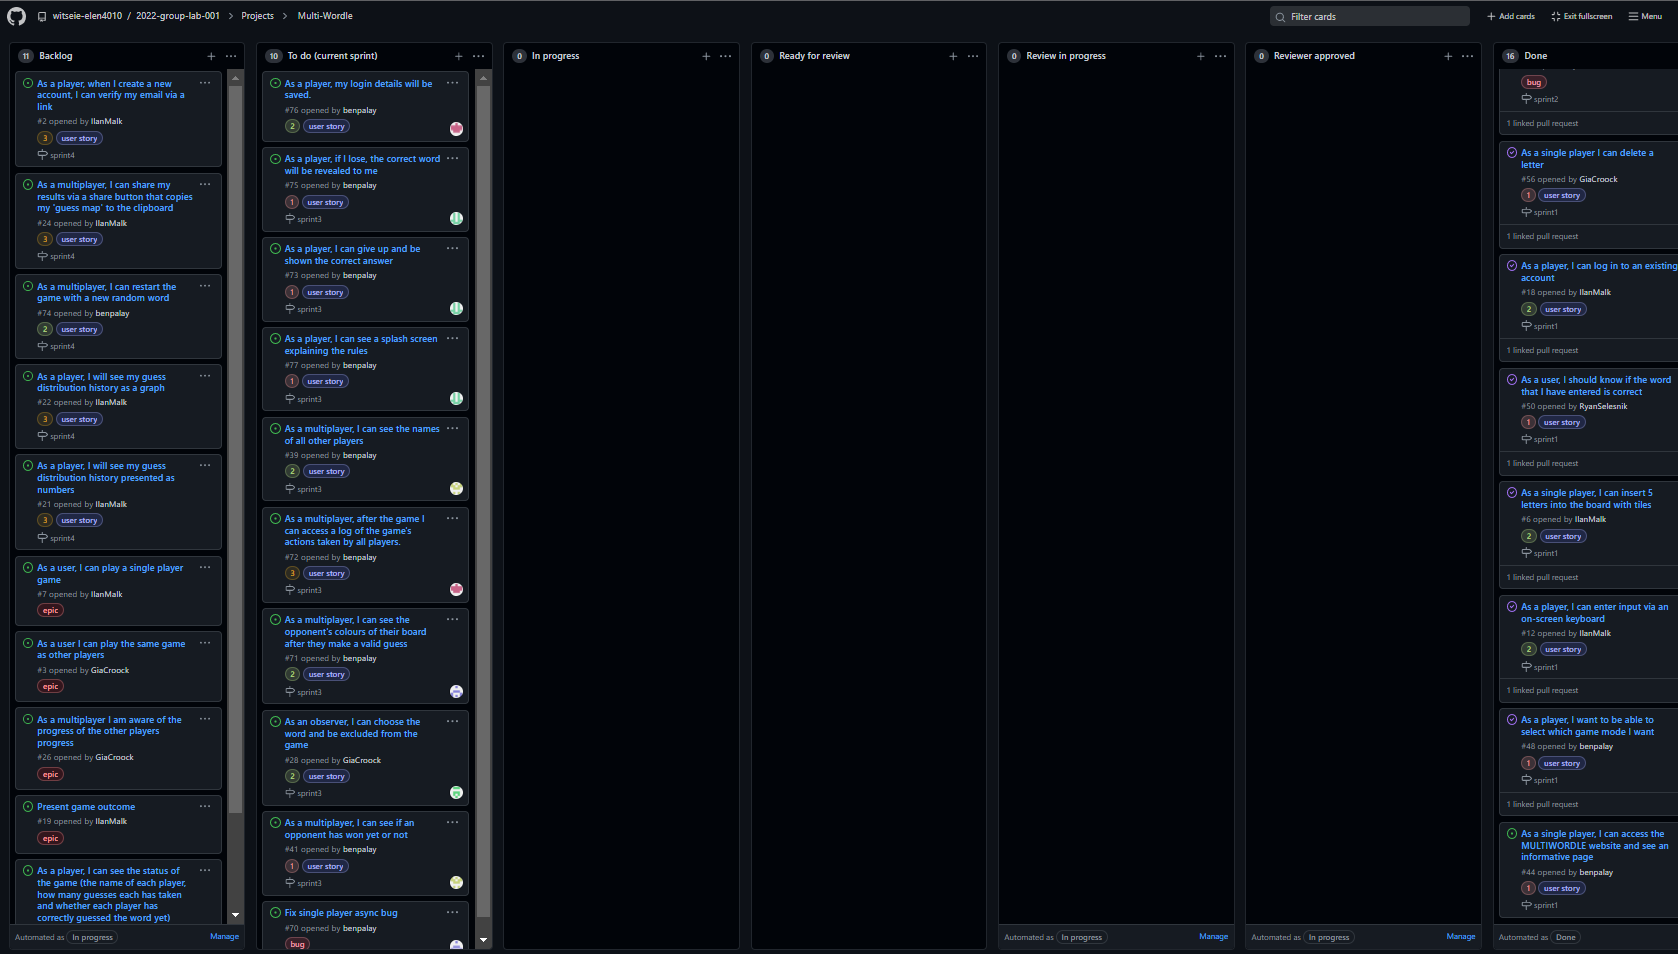 witseie-elen4010 / 2022-group-lab-001 > Projects > Multi-Wordle
Filter cards
Add cards
Exit fullscreen
Menu
11 Backlog
As a player, when I create a new
account, I can verify my email via a
link
#2 opened by IlanMalk
3 user story
sprint4
As a multiplayer, I can share my
results via a share button that copies
my 'guess map' to the clipboard
#24 opened by IlanMalk
3 user story
sprint4
As a multiplayer, I can restart the
game with a new random word
#74 opened by benpalay
2 user story
sprint4
As a player, I will see my guess
distribution history as a graph
#22 opened by IlanMalk
3 user story
sprint4
As a player, I will see my guess
distribution history presented as
numbers
#21 opened by IlanMalk
3 user story
sprint4
As a user, I can play a single player
game
#7 opened by IlanMalk
epic
As a user I can play the same game
as other players
#3 opened by GiaCroock
epic
As a multiplayer I am aware of the
progress of the other players
progress
#26 opened by GiaCroock
epic
Present game outcome
#19 opened by IlanMalk
epic
As a player, I can see the status of
the game (the name of each player,
how many guesses each has taken
and whether each player has
correctly guessed the word yet)
Automated as In progress Manage
10 To do (current sprint)
As a player, my login details will be
saved.
#76 opened by benpalay
2 user story
As a player, if I lose, the correct word
will be revealed to me
#75 opened by benpalay
1 user story
sprint3
As a player, I can give up and be
shown the correct answer
#73 opened by benpalay
1 user story
sprint3
As a player, I can see a splash screen
explaining the rules
#77 opened by benpalay
1 user story
sprint3
As a multiplayer, I can see the names
of all other players
#39 opened by benpalay
2 user story
sprint3
As a multiplayer, after the game I
can access a log of the game's
actions taken by all players.
#72 opened by benpalay
3 user story
sprint3
As a multiplayer, I can see the
opponent's colours of their board
after they make a valid guess
#71 opened by benpalay
2 user story
sprint3
As an observer, I can choose the
word and be excluded from the
game
#28 opened by GiaCroock
2 user story
sprint3
As a multiplayer, I can see if an
opponent has won yet or not
#41 opened by benpalay
1 user story
sprint3
Fix single player async bug
#70 opened by benpalay
bug
0 In progress
0 Ready for review
0 Review in progress
Automated as In progress Manage
0 Reviewer approved
Automated as In progress Manage
16 Done
bug
sprint2
1 linked pull request
As a single player I can delete a
letter
#56 opened by GiaCroock
1 user story
sprint1
1 linked pull request
As a player, I can log in to an existing
account
#18 opened by IlanMalk
2 user story
sprint1
1 linked pull request
As a user, I should know if the word
that I have entered is correct
#50 opened by RyanSelesnik
1 user story
sprint1
1 linked pull request
As a single player, I can insert 5
letters into the board with tiles
#6 opened by IlanMalk
2 user story
sprint1
1 linked pull request
As a player, I can enter input via an
on-screen keyboard
#12 opened by IlanMalk
2 user story
sprint1
1 linked pull request
As a player, I want to be able to
select which game mode I want
#48 opened by benpalay
1 user story
sprint1
1 linked pull request
As a single player, I can access the
MULTIWORDLE website and see an
informative page
#44 opened by benpalay
1 user story
sprint1
Automated as Done